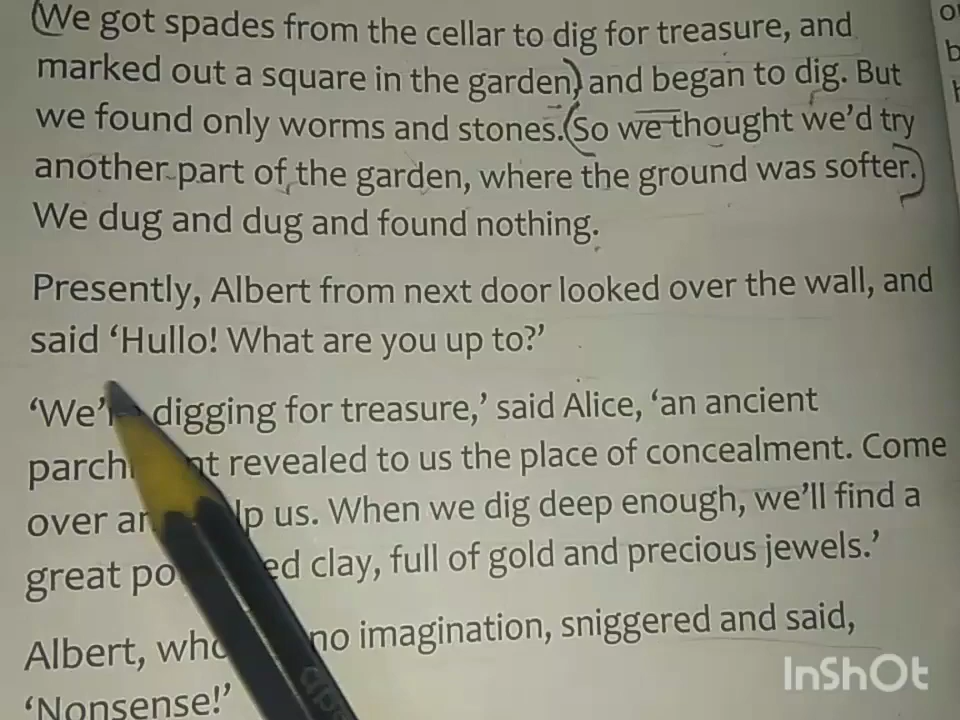 We got spades from the cellar to dig for treasure, and
marked out a square in the garden, and began to dig. But
we found only worms and stones. So we thought we'd try
another part of the garden, where the ground was softer.
We dug and dug and found nothing.
Presently, Albert from next door looked over the wall, and
said ‘Hullo! What are you up to?’
digging for treasure,’ said Alice, ‘an ancient
revealed to us the place of concealment. Come
over us. When we dig deep enough, we'll find a
great clay, full of gold and precious jewels.’
Albert, no imagination, sniggered and said,
‘Nonsense!’
InShOt